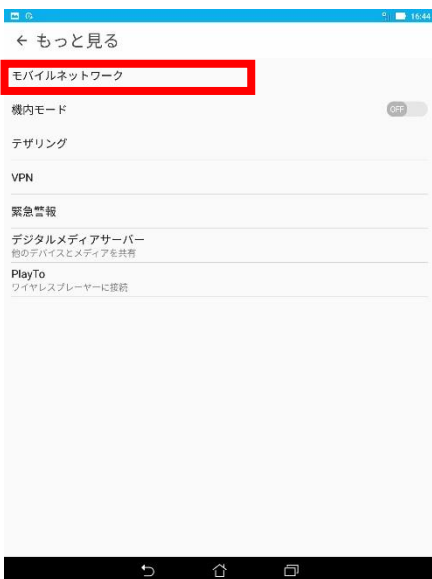 16:44
もっと見る
モバイルネットワーク
機内モード
OFF
テザリング
VPN
緊急警報
デジタルメディアサーバー
他のデバイスとメディアを共有
PlayTo
ワイヤレスプレーヤーに接続